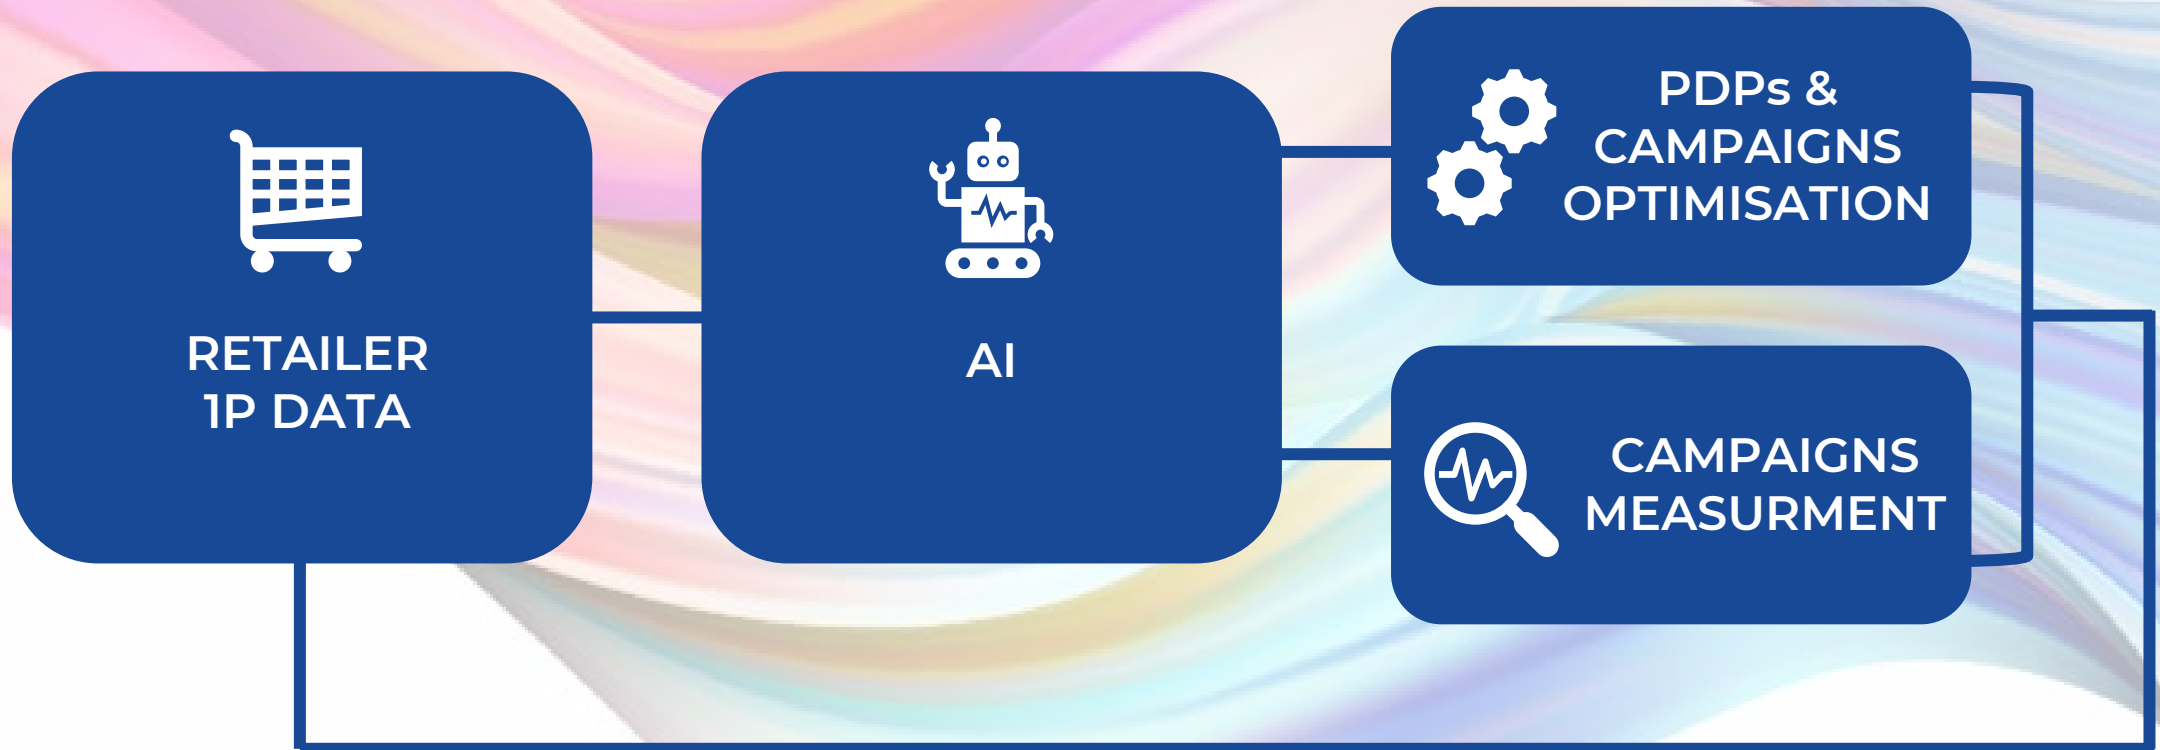 RETAILER
1P DATA
AI
PDPs &
CAMPAIGNS
OPTIMISATION
CAMPAIGNS
MEASURMENT